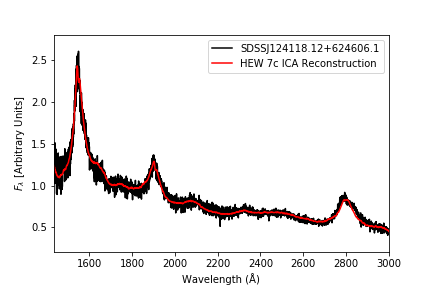 SDSSJ124118.12+624606.1
HEW 7c ICA Reconstruction
2.5
2.0
1.5
1.0
0.5
Fλ [Arbitrary Units]
1600 1800 2000 2200 2400 2600 2800 3000
Wavelength (Å)